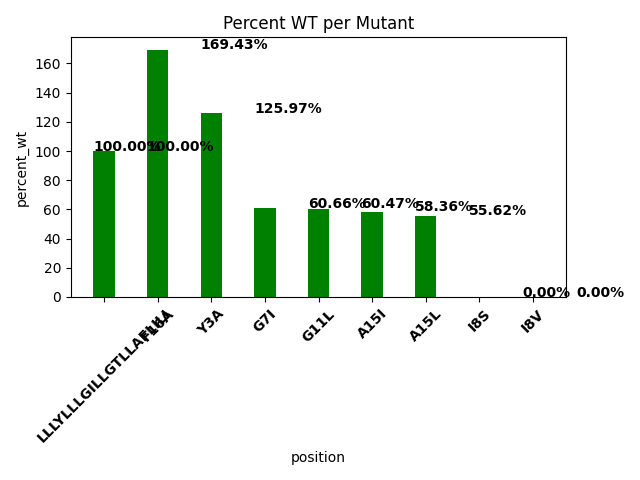 Percent WT per Mutant
169.43%
125.97%
100.00%
100.00%
60.66%
60.47%
58.36%
55.62%
0.00%
0.00%
percent_wt
160
140
120
100
80
60
40
20
0
F16A
Y3A
G7I
G11L
A15I
A15L
I8S
I8V
position